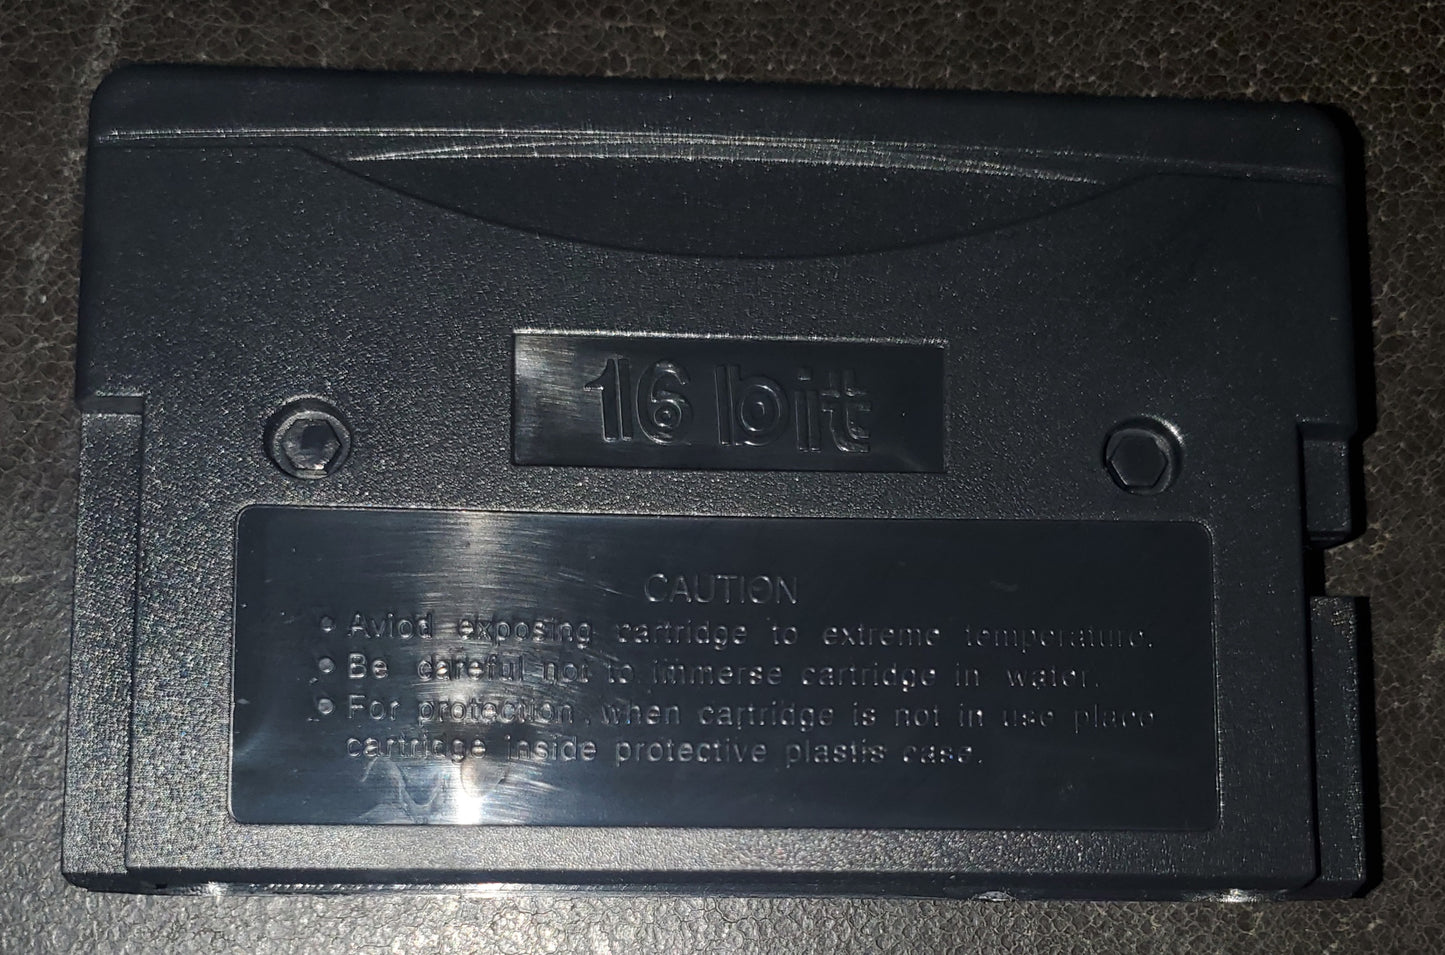 16 bit
CAUTION
• Aviod exposing cartridge to extreme temperature.
• Be careful not to immerse cartridge in water.
• For protection, when cartridge is not in use place
cartridge inside protective plastis case.